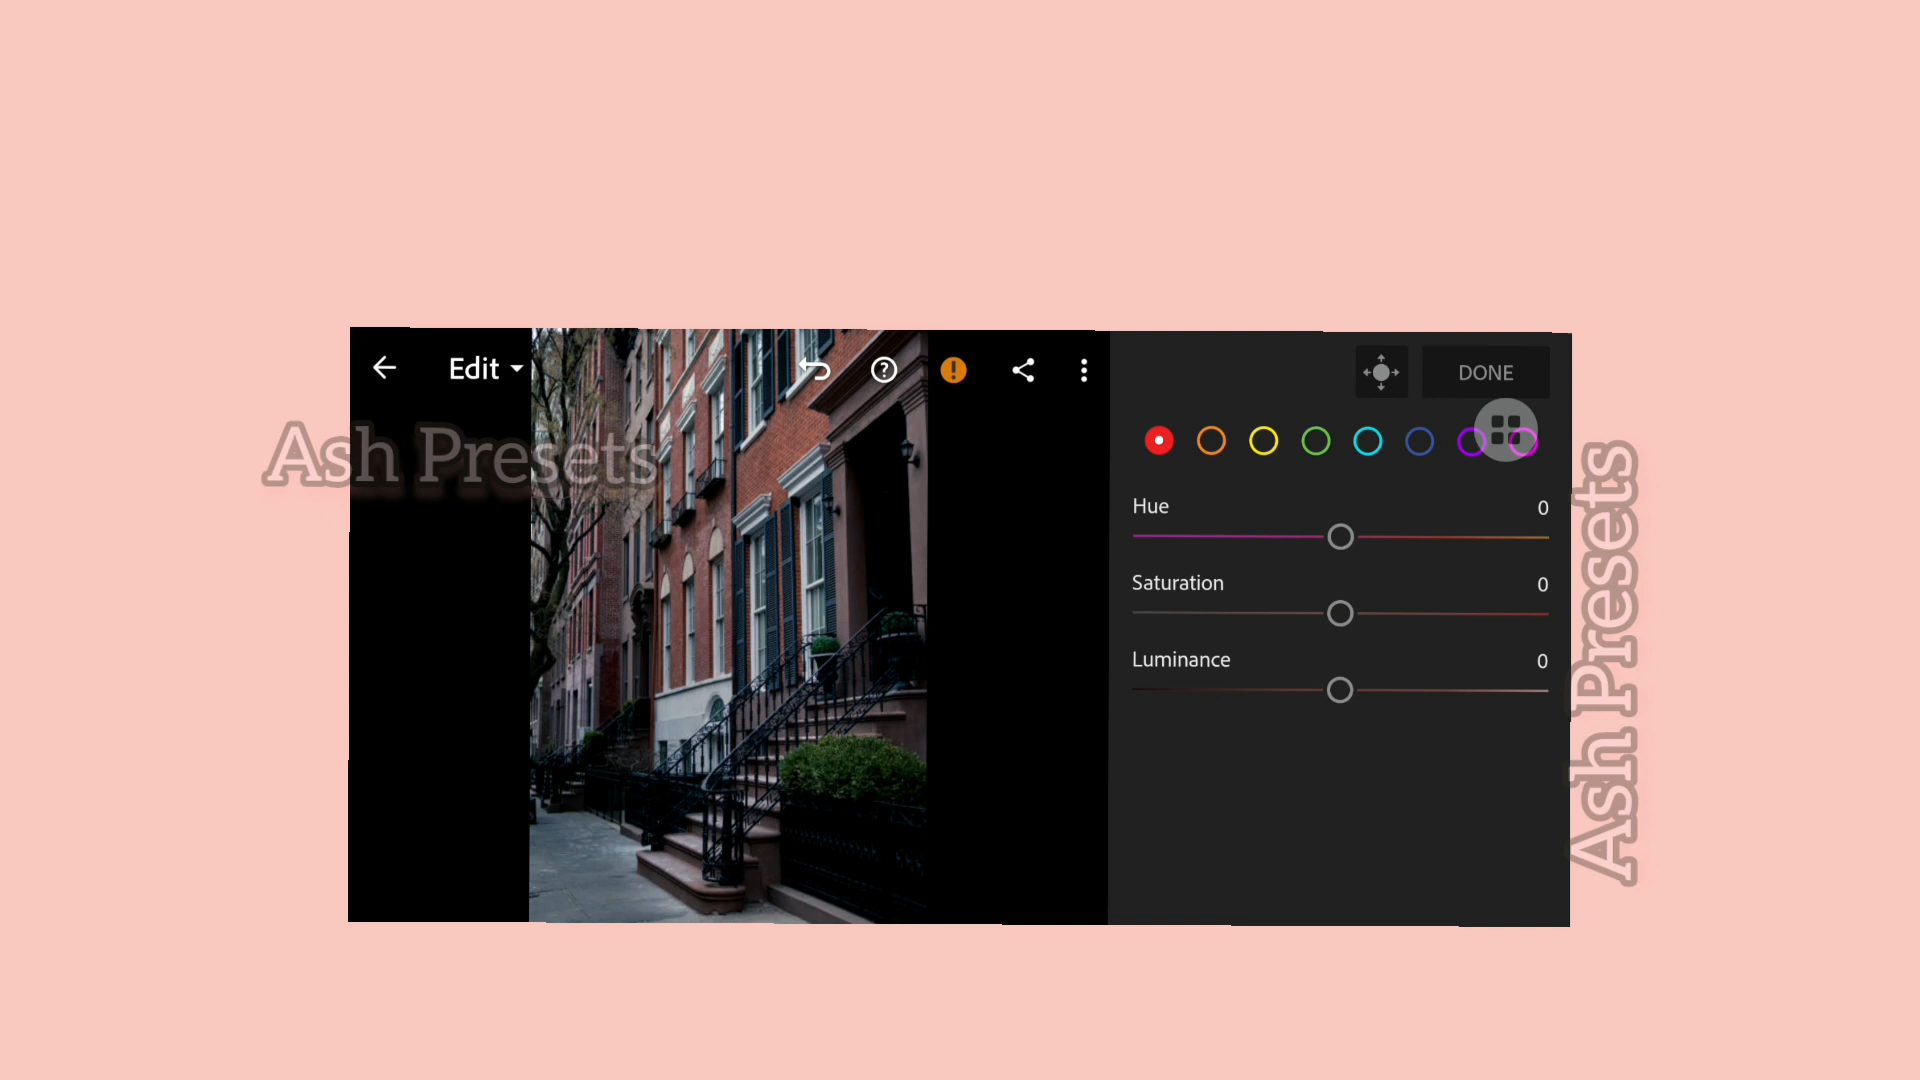 Edit
DONE
Ash Presets
Hue 0
Saturation 0
Luminance 0
Ash Presets